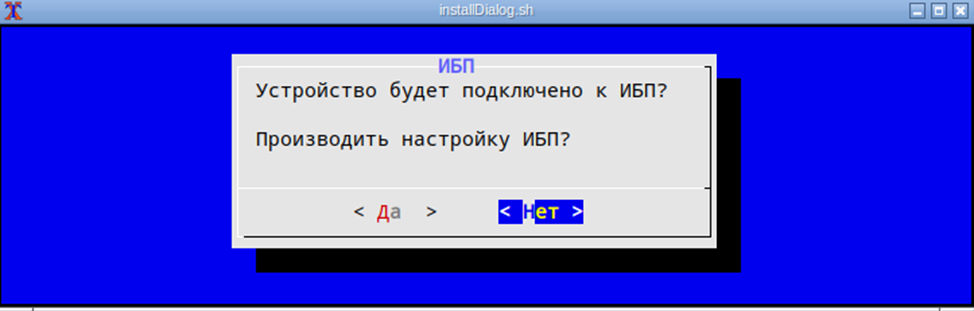 installDialog.sh
ИБП
Устройство будет подключено к ИБП?
Производить настройку ИБП?
< Да > < Нет >